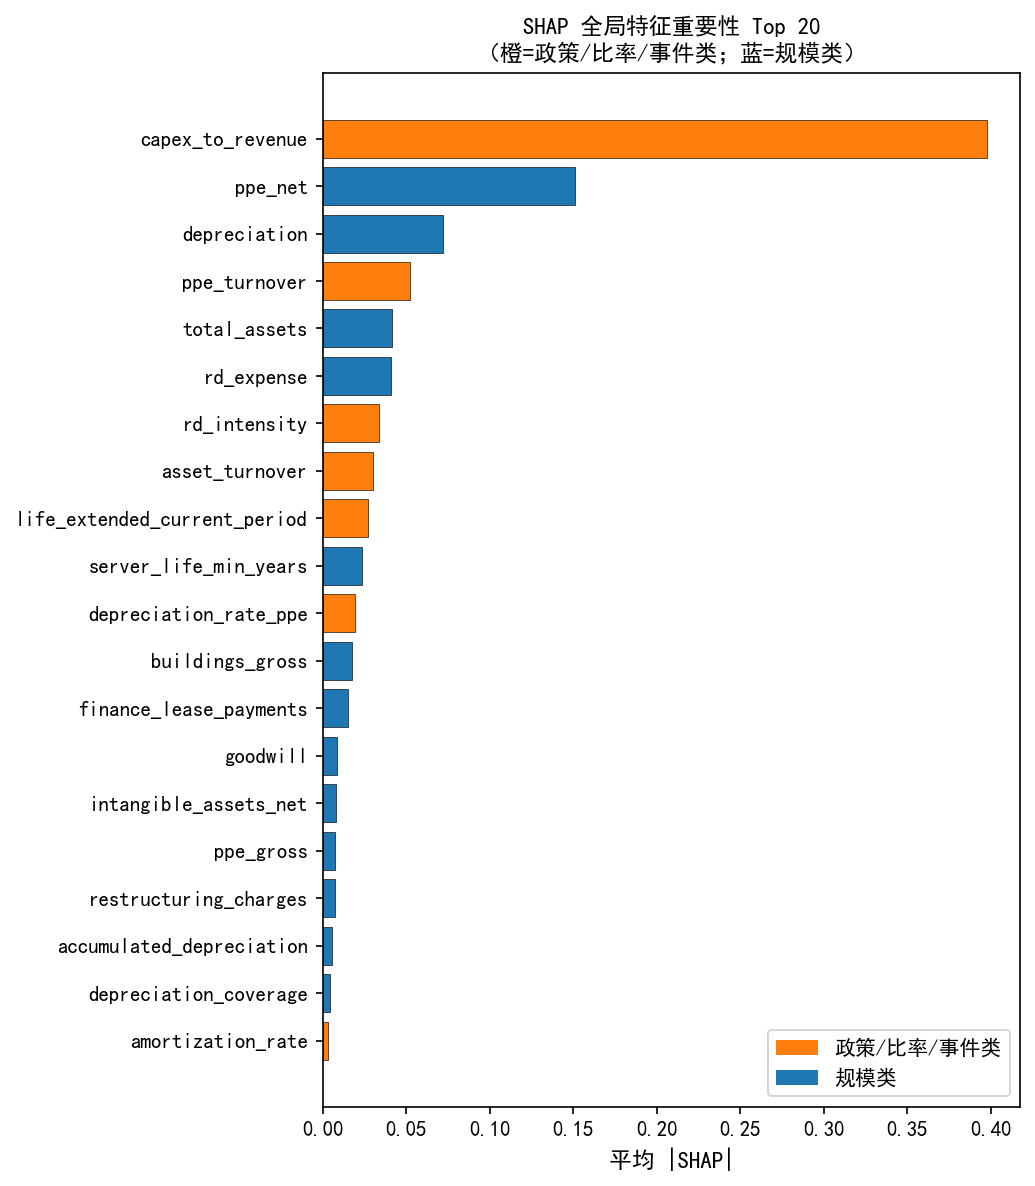 SHAP 全局特征重要性 Top 20
（橙=政策/比率/事件类；蓝=规模类）
capex_to_revenue
ppe_net
depreciation
ppe_turnover
total_assets
rd_expense
rd_intensity
asset_turnover
life_extended_current_period
server_life_min_years
depreciation_rate_ppe
buildings_gross
finance_lease_payments
goodwill
intangible_assets_net
ppe_gross
restructuring_charges
accumulated_depreciation
depreciation_coverage
amortization_rate
政策/比率/事件类
规模类
0.00 0.05 0.10 0.15 0.20 0.25 0.30 0.35 0.40
平均 |SHAP|